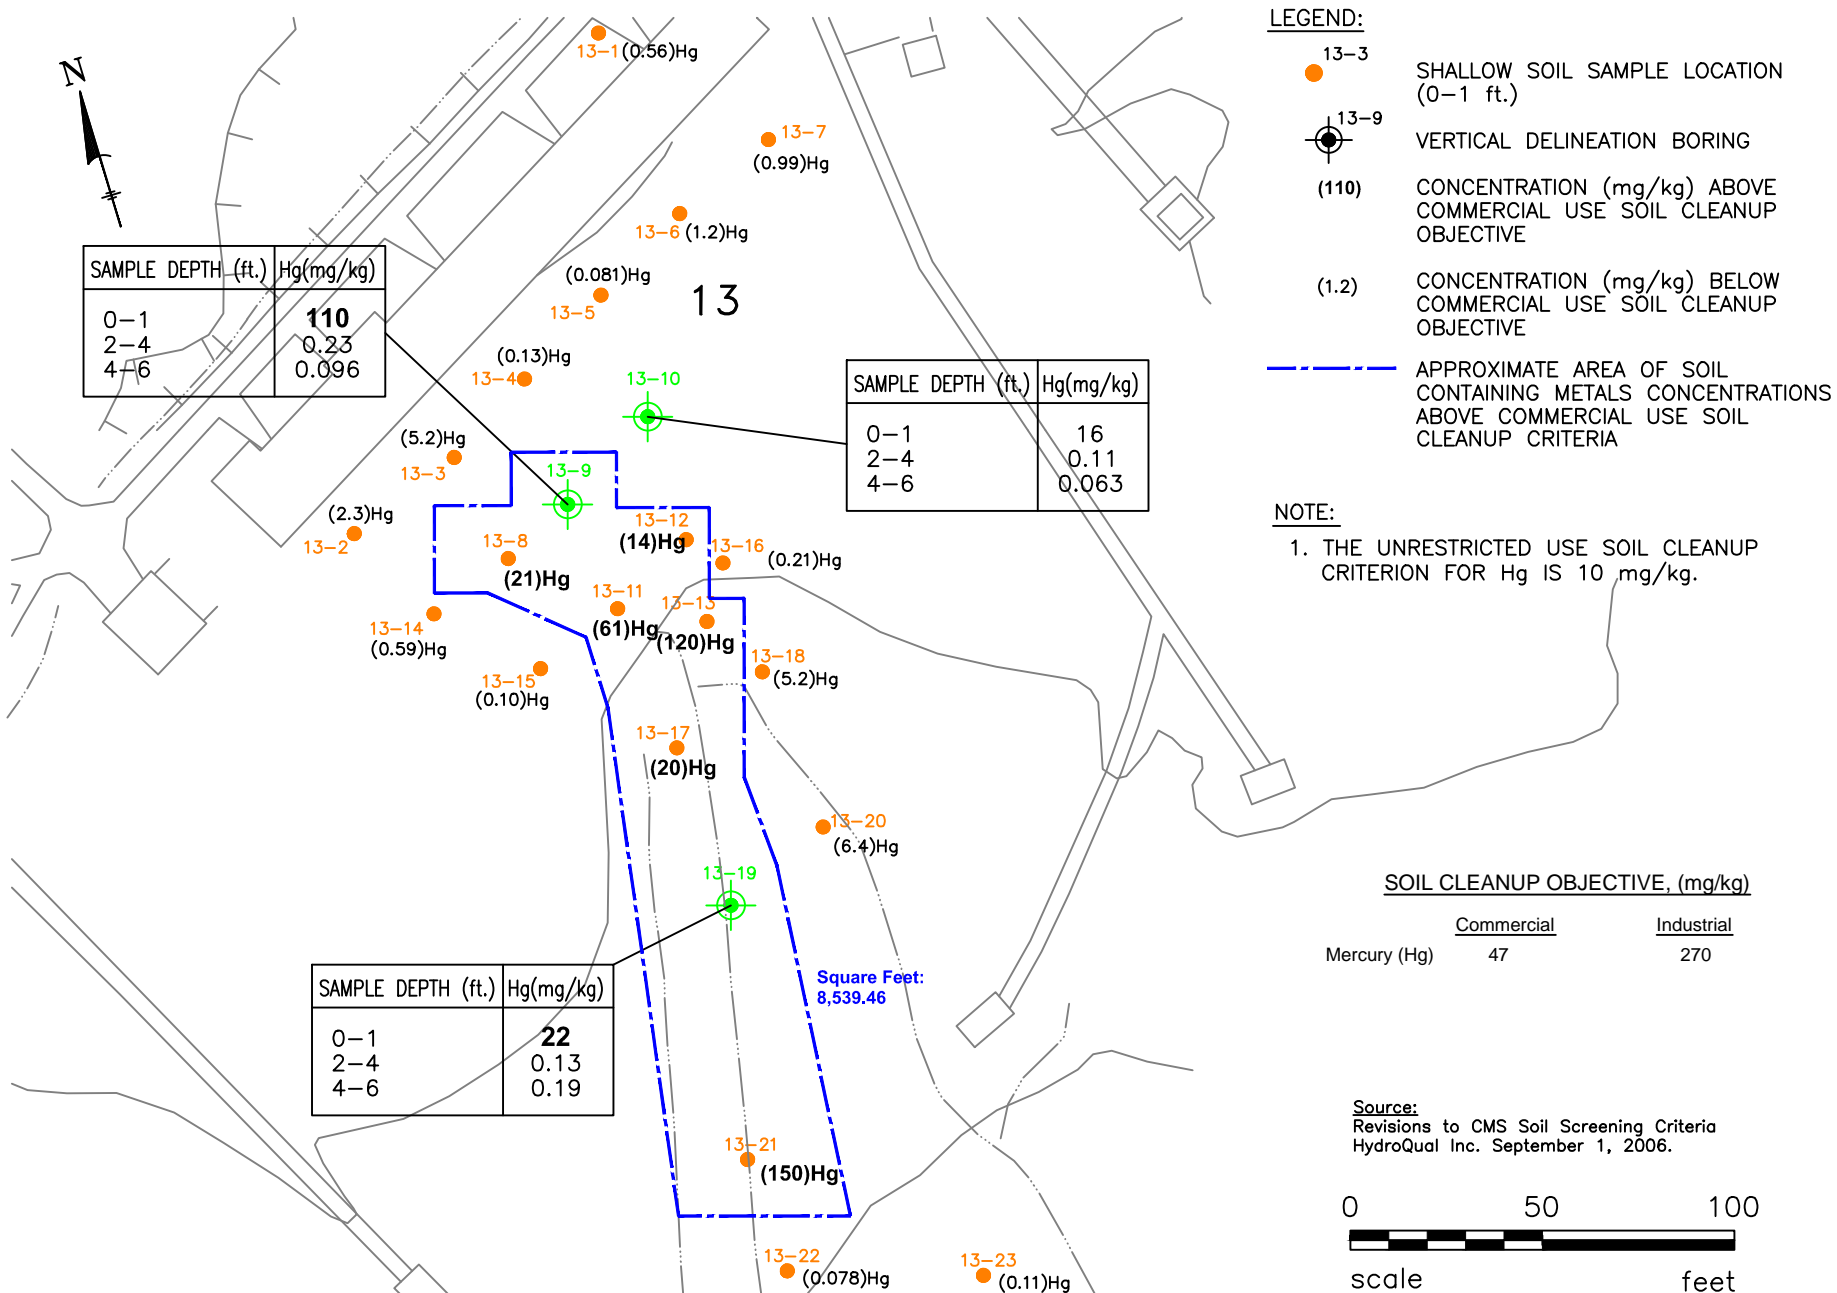 N
13-1 (0.56)Hg
13-7
(0.99)Hg
13-6 (1.2)Hg
(0.081)Hg
13-5
13
(0.13)Hg
13-4
13-10
SAMPLE DEPTH (ft.) Hg(mg/kg)
0-1 110
2-4 0.23
4-6 0.096
SAMPLE DEPTH (ft.) Hg(mg/kg)
0-1 16
2-4 0.11
4-6 0.063
(5.2)Hg
13-3
13-9
(2.3)Hg
13-2
13-8
(21)Hg
13-12
(14)Hg
13-16
(0.21)Hg
13-11
(61)Hg
13-13
(120)Hg
13-14
(0.59)Hg
13-15
(0.10)Hg
13-18
(5.2)Hg
13-17
(20)Hg
13-20
(6.4)Hg
13-19
SAMPLE DEPTH (ft.) Hg(mg/kg)
0-1 22
2-4 0.13
4-6 0.19
Square Feet:
8,539.46
13-21
(150)Hg
13-22
(0.078)Hg
13-23
(0.11)Hg
LEGEND:
13-3
SHALLOW SOIL SAMPLE LOCATION
(0-1 ft.)
13-9
VERTICAL DELINEATION BORING
(110) CONCENTRATION (mg/kg) ABOVE
COMMERCIAL USE SOIL CLEANUP
OBJECTIVE
(1.2) CONCENTRATION (mg/kg) BELOW
COMMERCIAL USE SOIL CLEANUP
OBJECTIVE
APPROXIMATE AREA OF SOIL
CONTAINING METALS CONCENTRATIONS
ABOVE COMMERCIAL USE SOIL
CLEANUP CRITERIA
NOTE:
1. THE UNRESTRICTED USE SOIL CLEANUP
CRITERION FOR Hg IS 10 mg/kg.
SOIL CLEANUP OBJECTIVE, (mg/kg)
Commercial Industrial
Mercury (Hg) 47 270
Source:
Revisions to CMS Soil Screening Criteria
HydroQual Inc. September 1, 2006.
0 50 100
scale feet